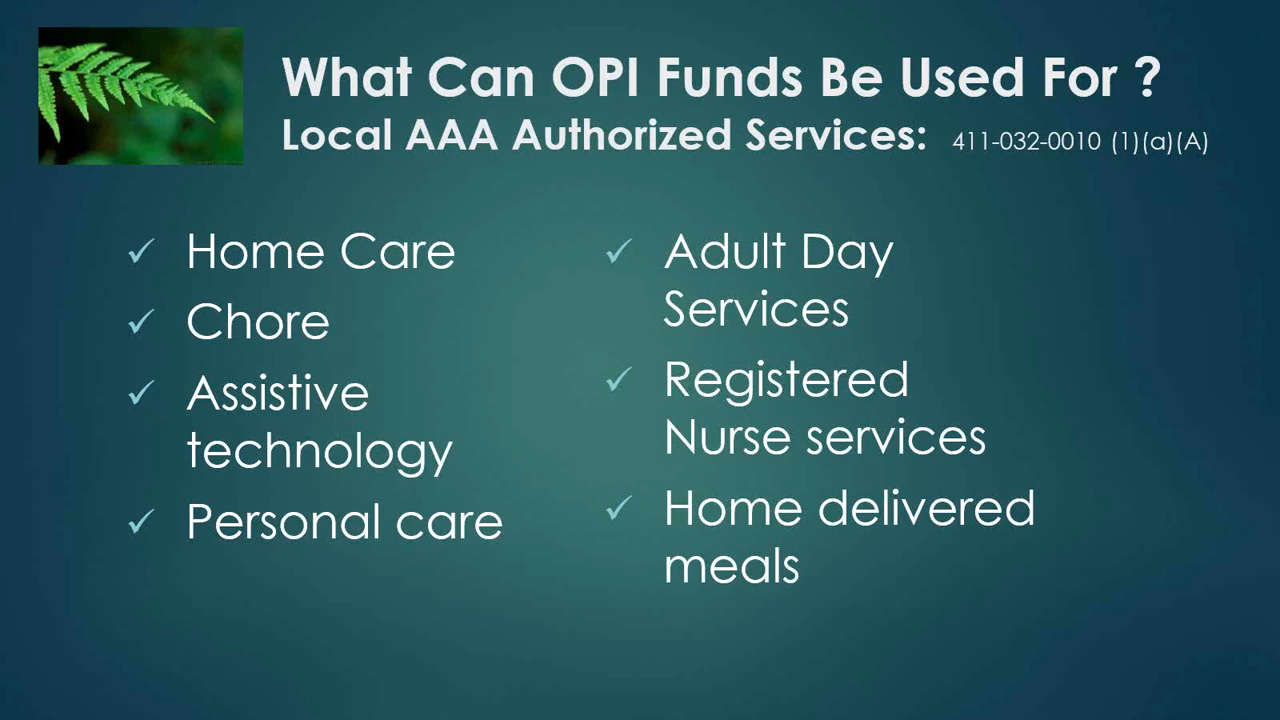 What Can OPI Funds Be Used For ?
Local AAA Authorized Services: 411-032-0010 (1)(a)(A)
✓ Home Care
✓ Chore
✓ Assistive
technology
✓ Personal care
✓ Adult Day
Services
✓ Registered
Nurse services
✓ Home delivered
meals